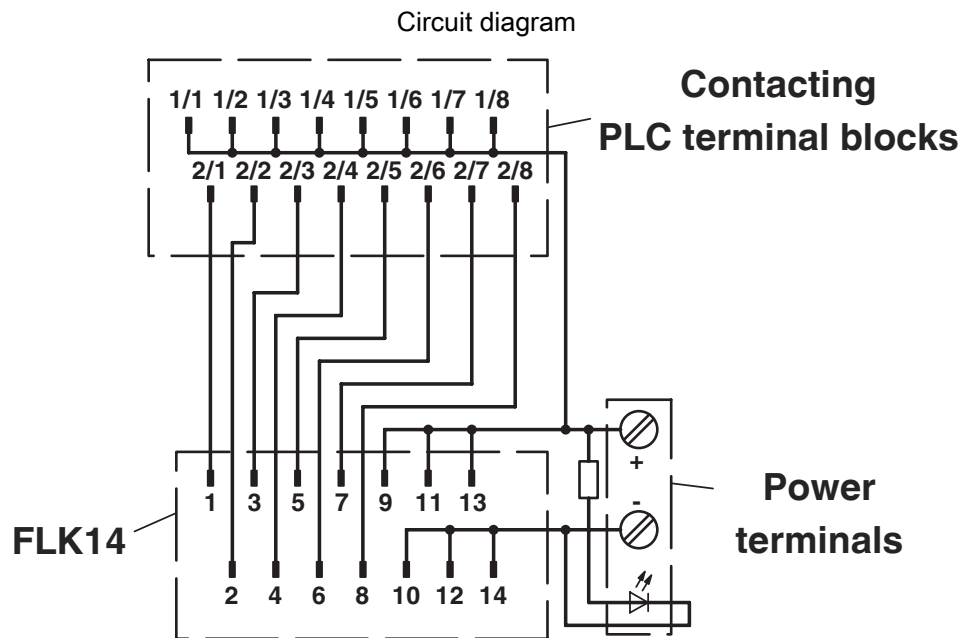 Circuit diagram
1/1 1/2 1/3 1/4 1/5 1/6 1/7 1/8
Contacting
PLC terminal blocks
2/1 2/2 2/3 2/4 2/5 2/6 2/7 2/8
+
-
1 3 5 7 9 11 13
Power
terminals
FLK14
2 4 6 8 10 12 14